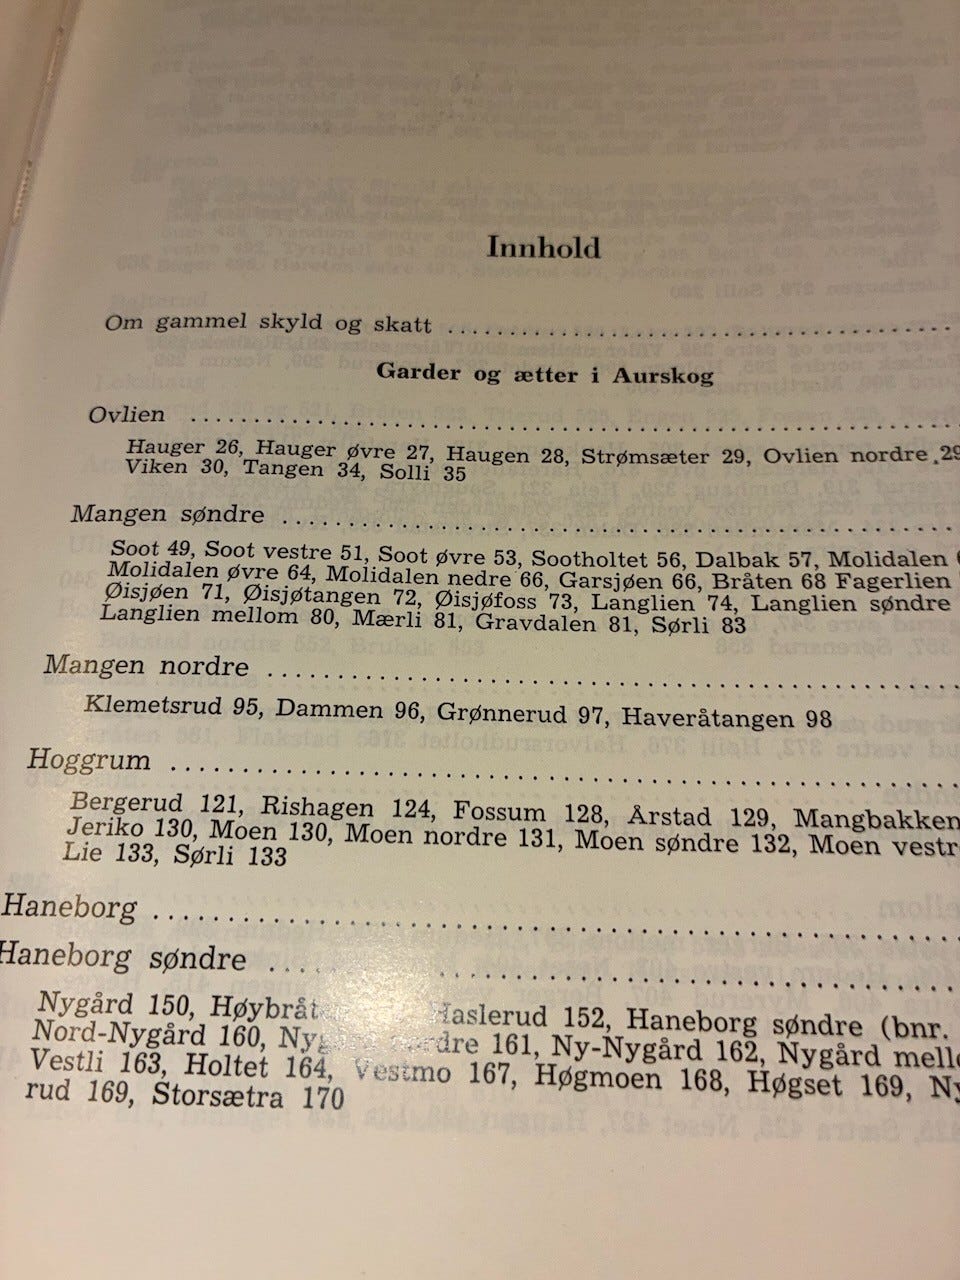 Innhold
Om gammel skyld og skatt ........................................
Garder og ætter i Aurskog
Ovlien ........................................................
Hauger 26, Hauger øvre 27, Haugen 28, Strømsæter 29, Ovlien nordre 29
Viken 30, Tangen 34, Solli 35
Mangen søndre ..................................................
Soot 49, Soot vestre 51, Soot øvre 53, Sootholtet 56, Dalbak 57, Molidalen
Molidalen øvre 64, Molidalen nedre 66, Garsjøen 66, Bråten 68 Fagerlien
Øisjøen 71, Øisjøtangen 72, Øisjøfoss 73, Langlien 74, Langlien søndre
Langlien mellom 80, Mærli 81, Gravdalen 81, Sørli 83
Mangen nordre ..................................................
Klemetsrud 95, Dammen 96, Grønnerud 97, Haveråtangen 98
Hoggrum ......................................................
Bergerud 121, Rishagen 124, Fossum 128, Årstad 129, Mangbakken
Jeriko 130, Moen 130, Moen nordre 131, Moen søndre 132, Moen vestr
Lie 133, Sørli 133
Haneborg ......................................................
Haneborg søndre ...............................................
Nygård 150, Høybråt Haslerud 152, Haneborg søndre (bnr.
Nord-Nygård 160, Ny 161, Ny-Nygård 162, Nygård mell
Vestli 163, Holtet 164, Vestmo 167, Høgmoen 168, Høgset 169, Ny
rud 169, Storsætra 170